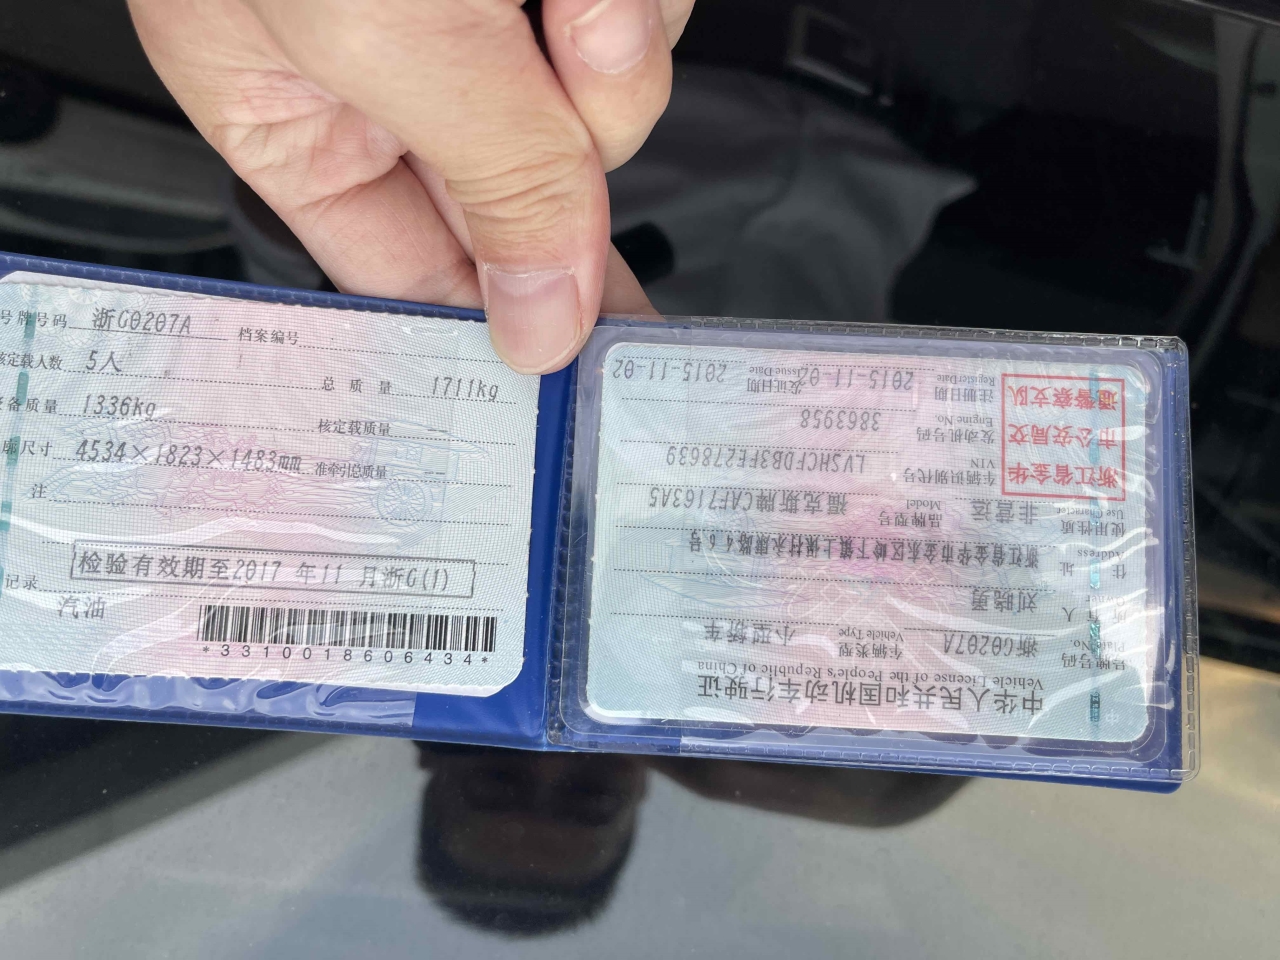 号牌号码 浙G0207A 档案编号
核定载人数 5人 总质量 1711kg
整备质量 1336kg 核定载质量 --
廓尺寸 4534×1823×1483mm 准牵引总质量 --
注
记录 检验有效期至2017年11月浙G(1)
汽油
*3310018606434*
中华人民共和国机动车行驶证
Vehicle License of the People's Republic of China
号牌号码 Plate No. 浙G0207A 车辆类型 Vehicle Type 小型轿车
所有人 刘晓勇
住址 Address 浙江省金华市金东区岭下镇上镇村永顺路46号
使用性质 Use Character 非营运 品牌型号 Model 福克斯牌CAF7163A5
浙江省金华市公安局交通警察支队
车辆识别代号 VIN LVSHCFDB3FE278639
发动机号码 Engine No. 3863958
注册日期 Register Date 2015-11-02 发证日期 Issue Date 2015-11-02